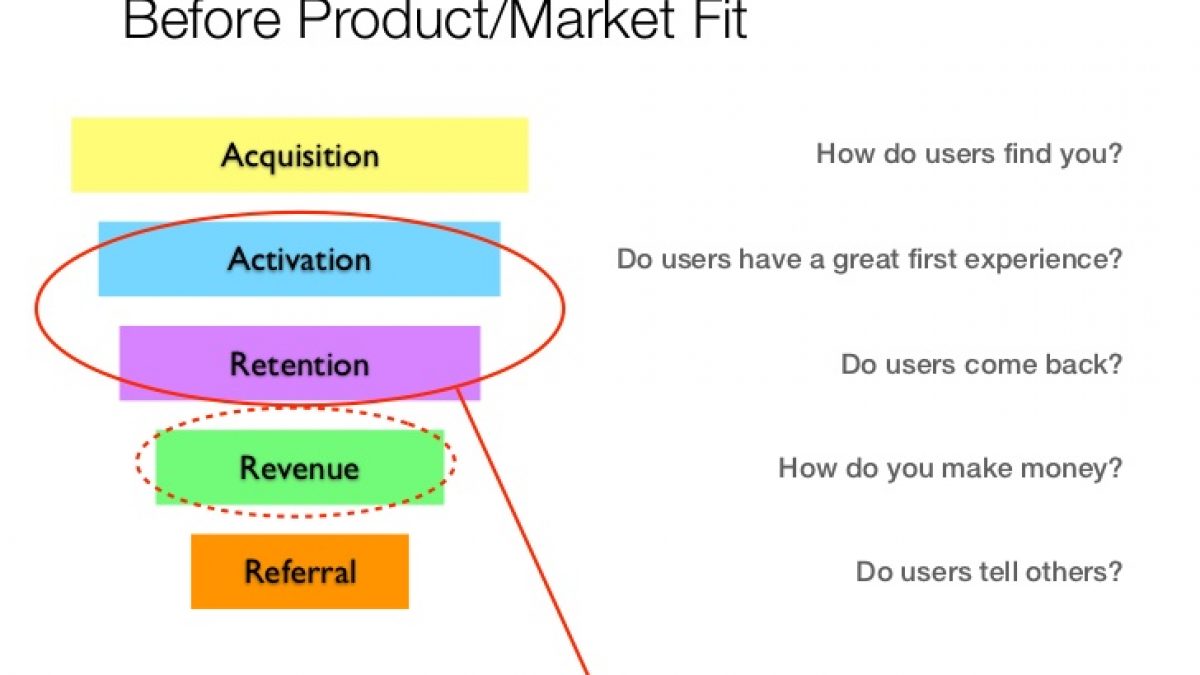 Before Product/Market Fit
Acquisition
How do users find you?
Activation
Do users have a great first experience?
Retention
Do users come back?
Revenue
How do you make money?
Referral
Do users tell others?